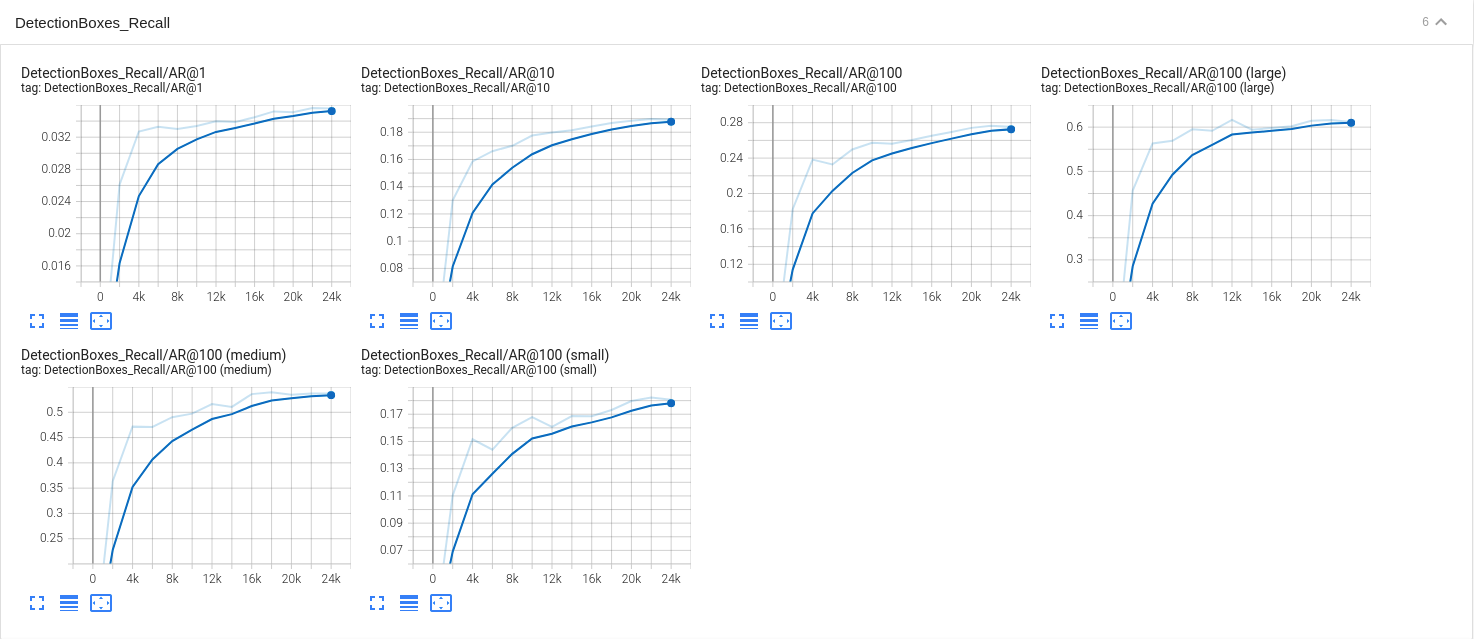 DetectionBoxes_Recall
6
DetectionBoxes_Recall/AR@1
tag: DetectionBoxes_Recall/AR@1
0.032
0.028
0.024
0.02
0.016
0 4k 8k 12k 16k 20k 24k
DetectionBoxes_Recall/AR@10
tag: DetectionBoxes_Recall/AR@10
0.18
0.16
0.14
0.12
0.1
0.08
0 4k 8k 12k 16k 20k 24k
DetectionBoxes_Recall/AR@100
tag: DetectionBoxes_Recall/AR@100
0.28
0.24
0.2
0.16
0.12
0 4k 8k 12k 16k 20k 24k
DetectionBoxes_Recall/AR@100 (large)
tag: DetectionBoxes_Recall/AR@100 (large)
0.6
0.5
0.4
0.3
0 4k 8k 12k 16k 20k 24k
DetectionBoxes_Recall/AR@100 (medium)
tag: DetectionBoxes_Recall/AR@100 (medium)
0.5
0.45
0.4
0.35
0.3
0.25
0 4k 8k 12k 16k 20k 24k
DetectionBoxes_Recall/AR@100 (small)
tag: DetectionBoxes_Recall/AR@100 (small)
0.17
0.15
0.13
0.11
0.09
0.07
0 4k 8k 12k 16k 20k 24k